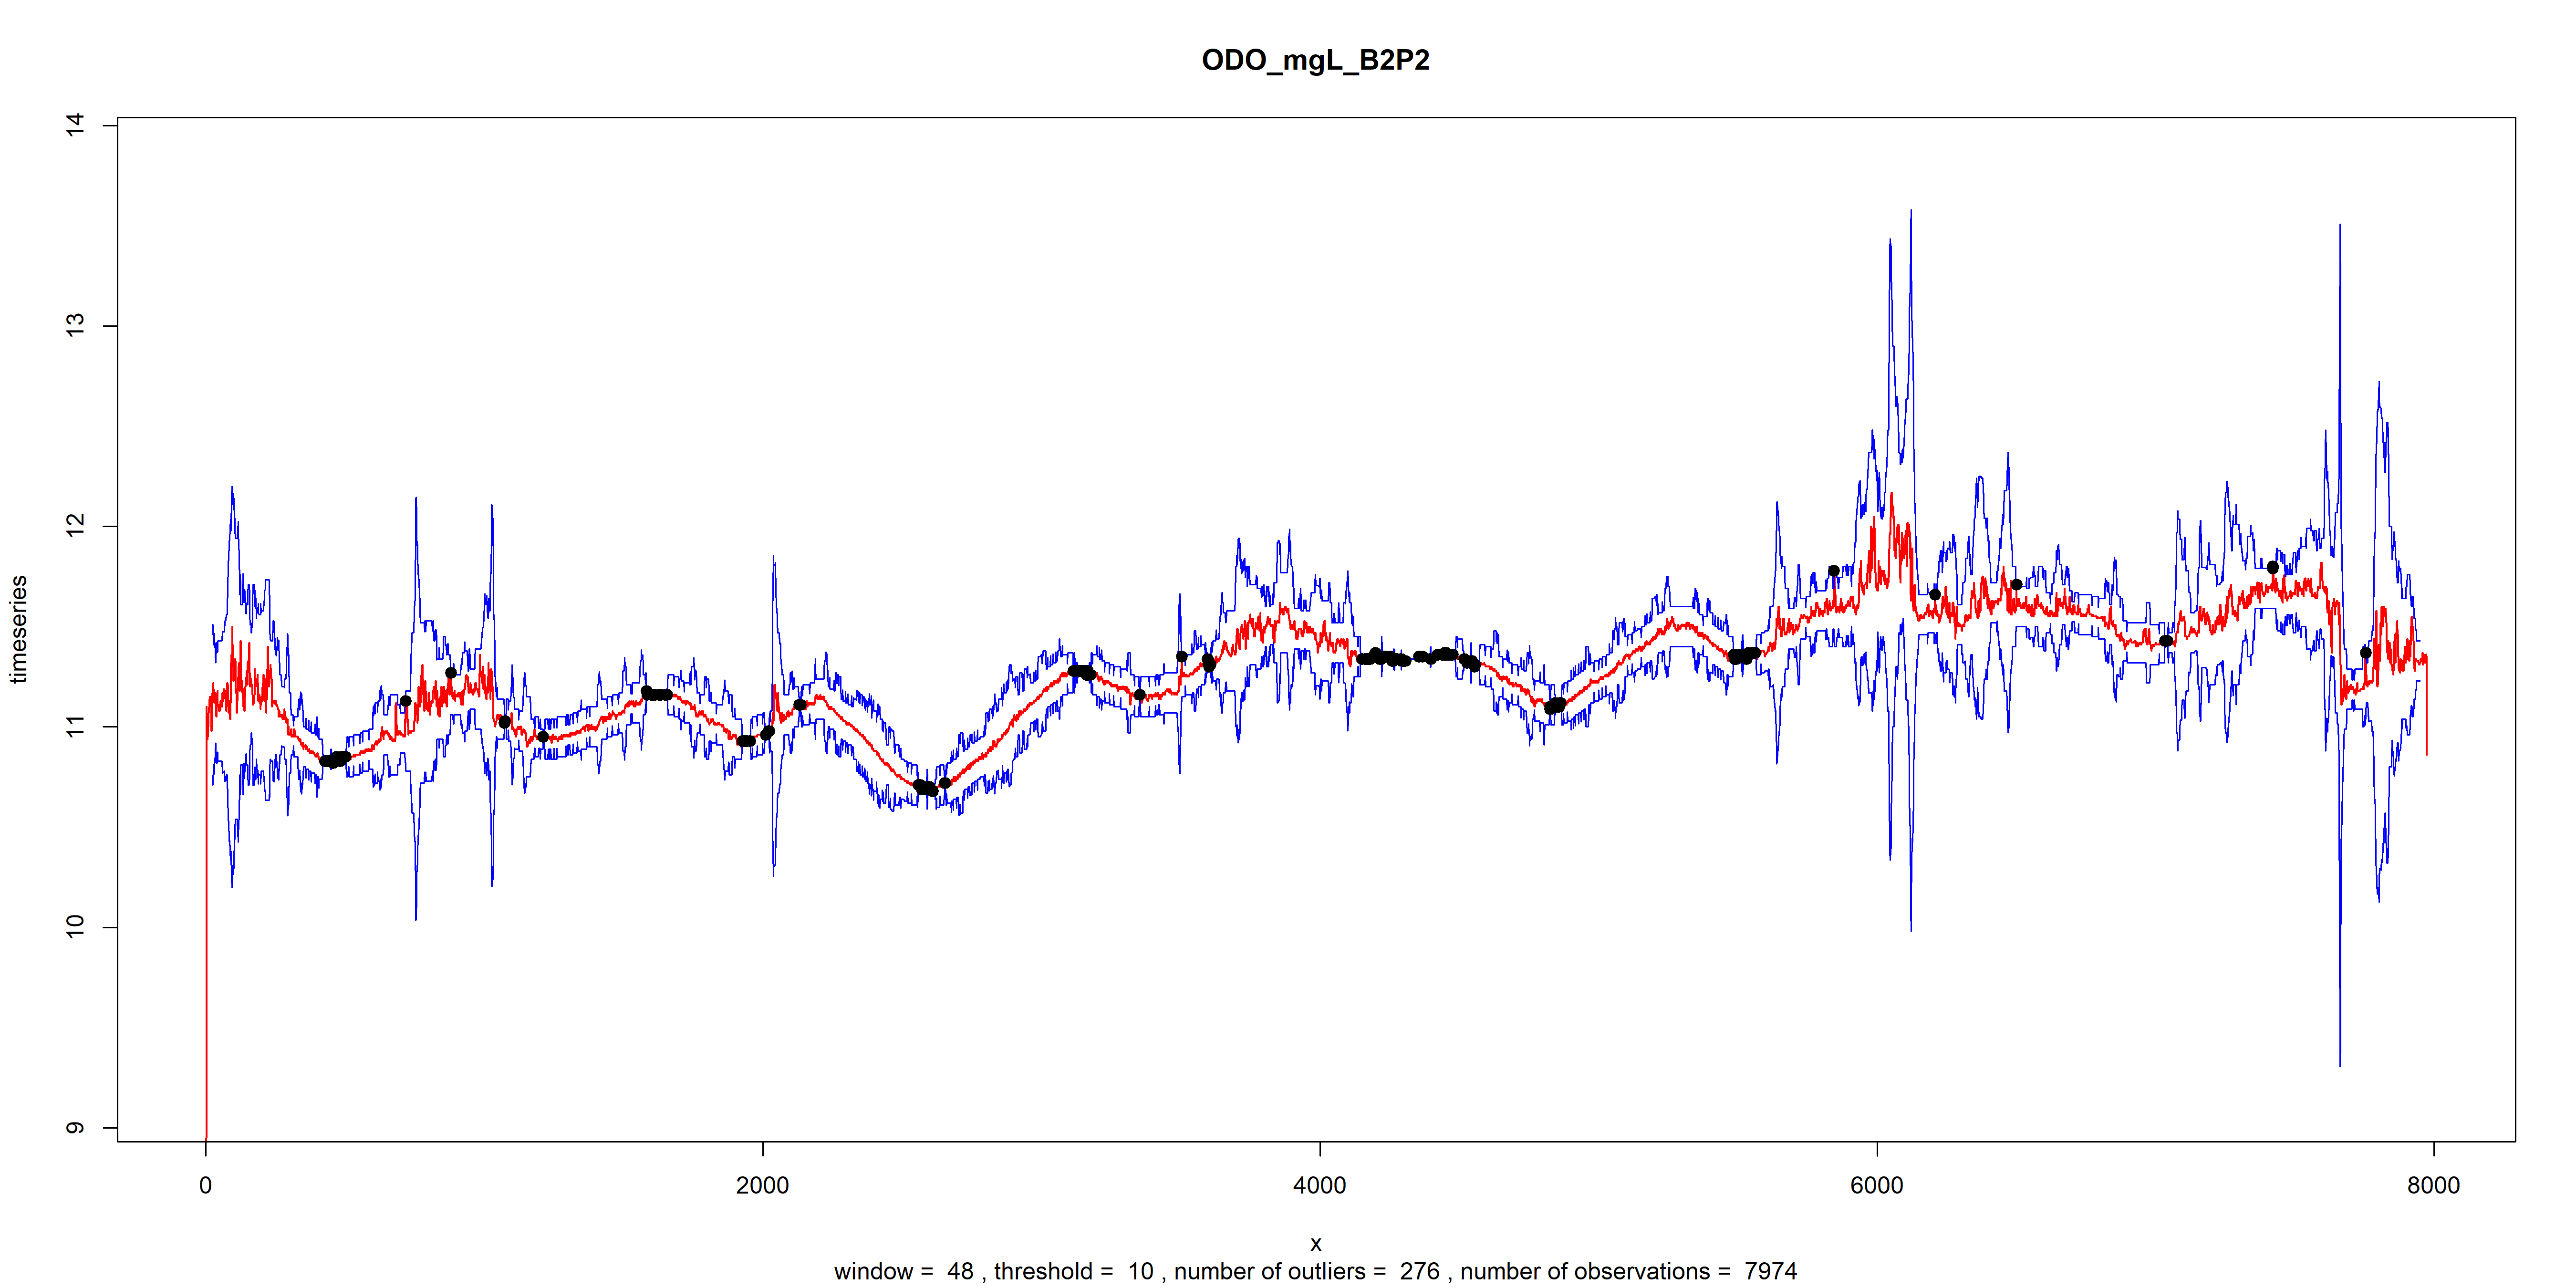 ODO_mgL_B2P2
14
13
12
11
10
9
timeseries
0 2000 4000 6000 8000
x
window =  48 , threshold =  10 , number of outliers =  276 , number of observations =  7974